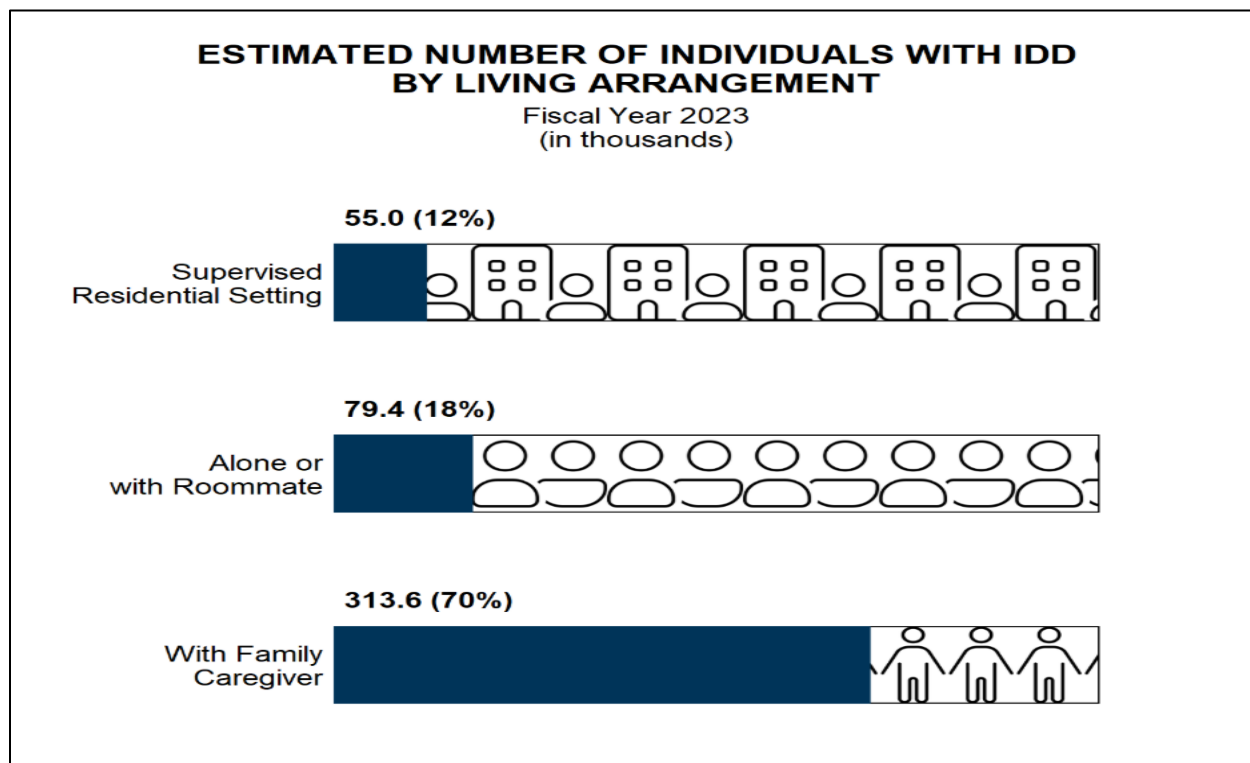 ESTIMATED NUMBER OF INDIVIDUALS WITH IDD
BY LIVING ARRANGEMENT
Fiscal Year 2023
(in thousands)
55.0 (12%)
Supervised
Residential Setting
79.4 (18%)
Alone or
with Roommate
313.6 (70%)
With Family
Caregiver